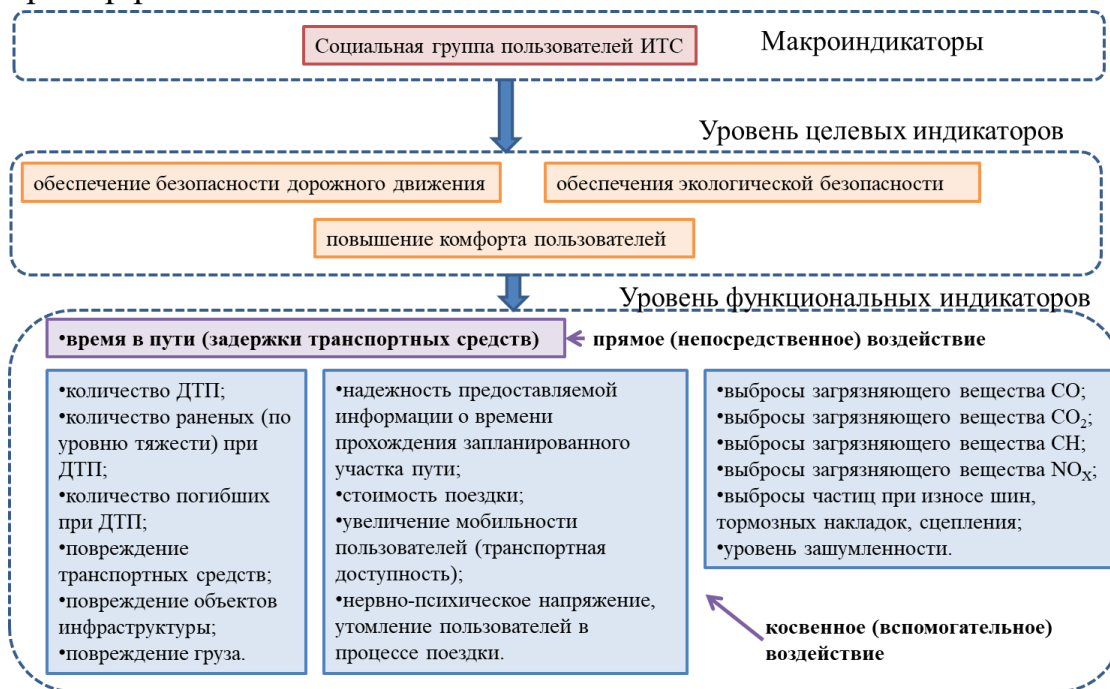 Социальная группа пользователей ИТС
Макроиндикаторы
Уровень целевых индикаторов
обеспечение безопасности дорожного движения
обеспечения экологической безопасности
повышение комфорта пользователей
Уровень функциональных индикаторов
•время в пути (задержки транспортных средств)
прямое (непосредственное) воздействие
•количество ДТП;
•количество раненых (по
уровню тяжести) при
ДТП;
•количество погибших
при ДТП;
•повреждение
транспортных средств;
•повреждение объектов
инфраструктуры;
•повреждение груза.
•надежность предоставляемой
информации о времени
прохождения запланированного
участка пути;
•стоимость поездки;
•увеличение мобильности
пользователей (транспортная
доступность);
•нервно-психическое напряжение,
утомление пользователей в
процессе поездки.
•выбросы загрязняющего вещества CO;
•выбросы загрязняющего вещества CO₂;
•выбросы загрязняющего вещества CH;
•выбросы загрязняющего вещества NOX;
•выбросы частиц при износе шин,
тормозных накладок, сцепления;
•уровень зашумленности.
косвенное (вспомогательное)
воздействие